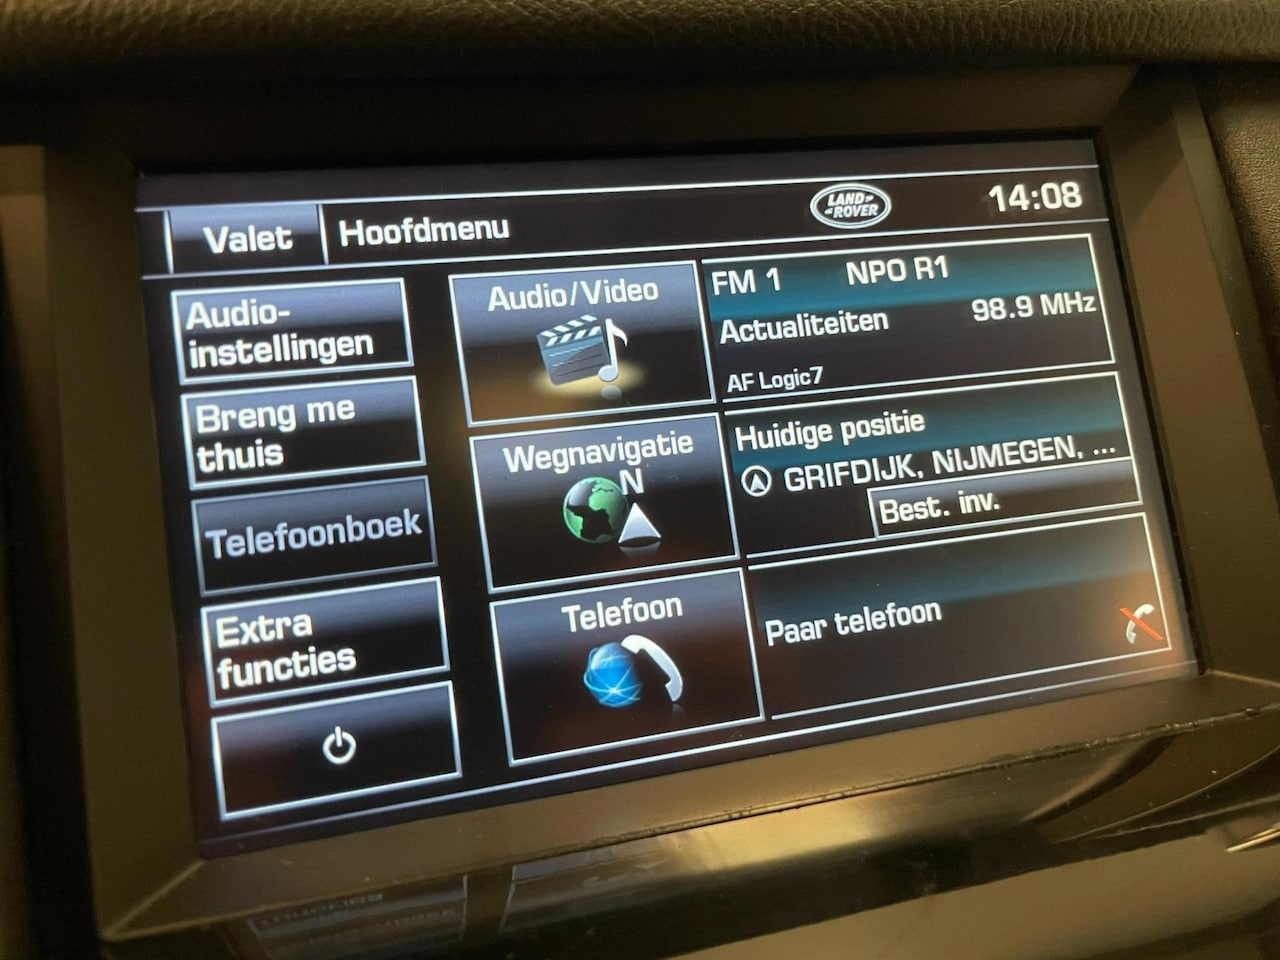 Valet
Hoofdmenu
LAND-
-ROVER
14:08
Audio-
instellingen
Breng me
thuis
Telefoonboek
Extra
functies
Audio/Video
Wegnavigatie
N
Telefoon
FM 1 NPO R1
Actualiteiten 98.9 MHz
AF Logic7
Huidige positie
GRIFDIJK, NIJMEGEN, ...
Best. inv.
Paar telefoon